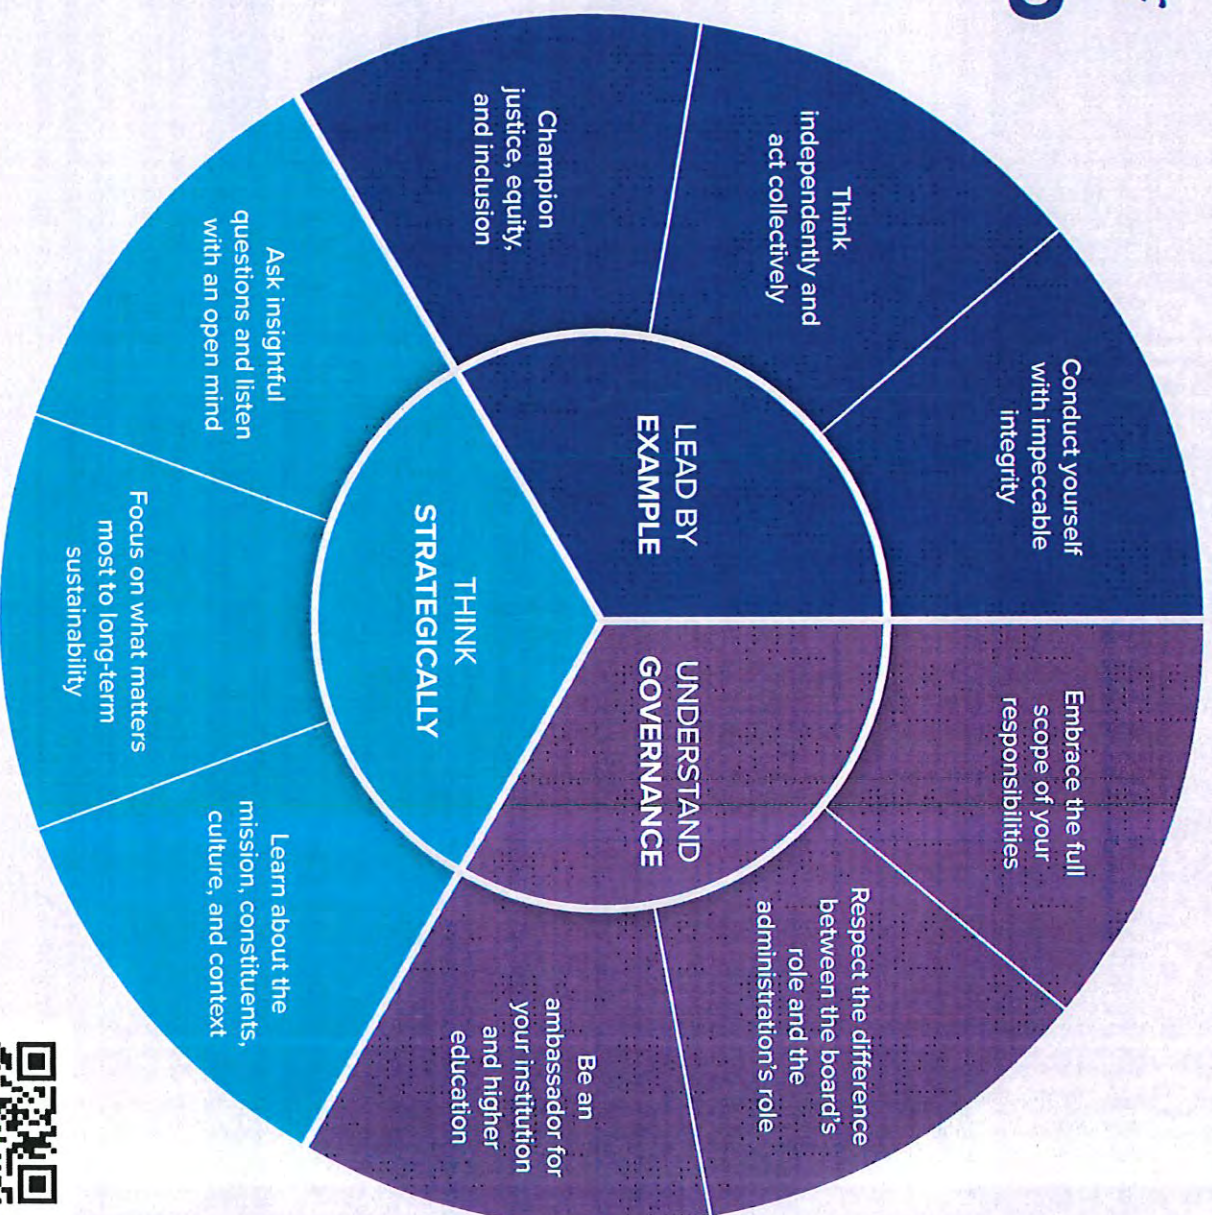 UNDERSTAND
GOVERNANCE
Embrace the full
scope of your
responsibilities
Respect the difference
between the board's
role and the
administration's role
Be an
ambassador for
your institution
and higher
education
THINK
STRATEGICALLY
Learn about the
mission, constituents,
culture, and context
Focus on what matters
most to long-term
sustainability
Ask insightful
questions and listen
with an open mind
LEAD BY
EXAMPLE
Champion
justice, equity,
and inclusion
Think
independently and
act collectively
Conduct yourself
with impeccable
integrity